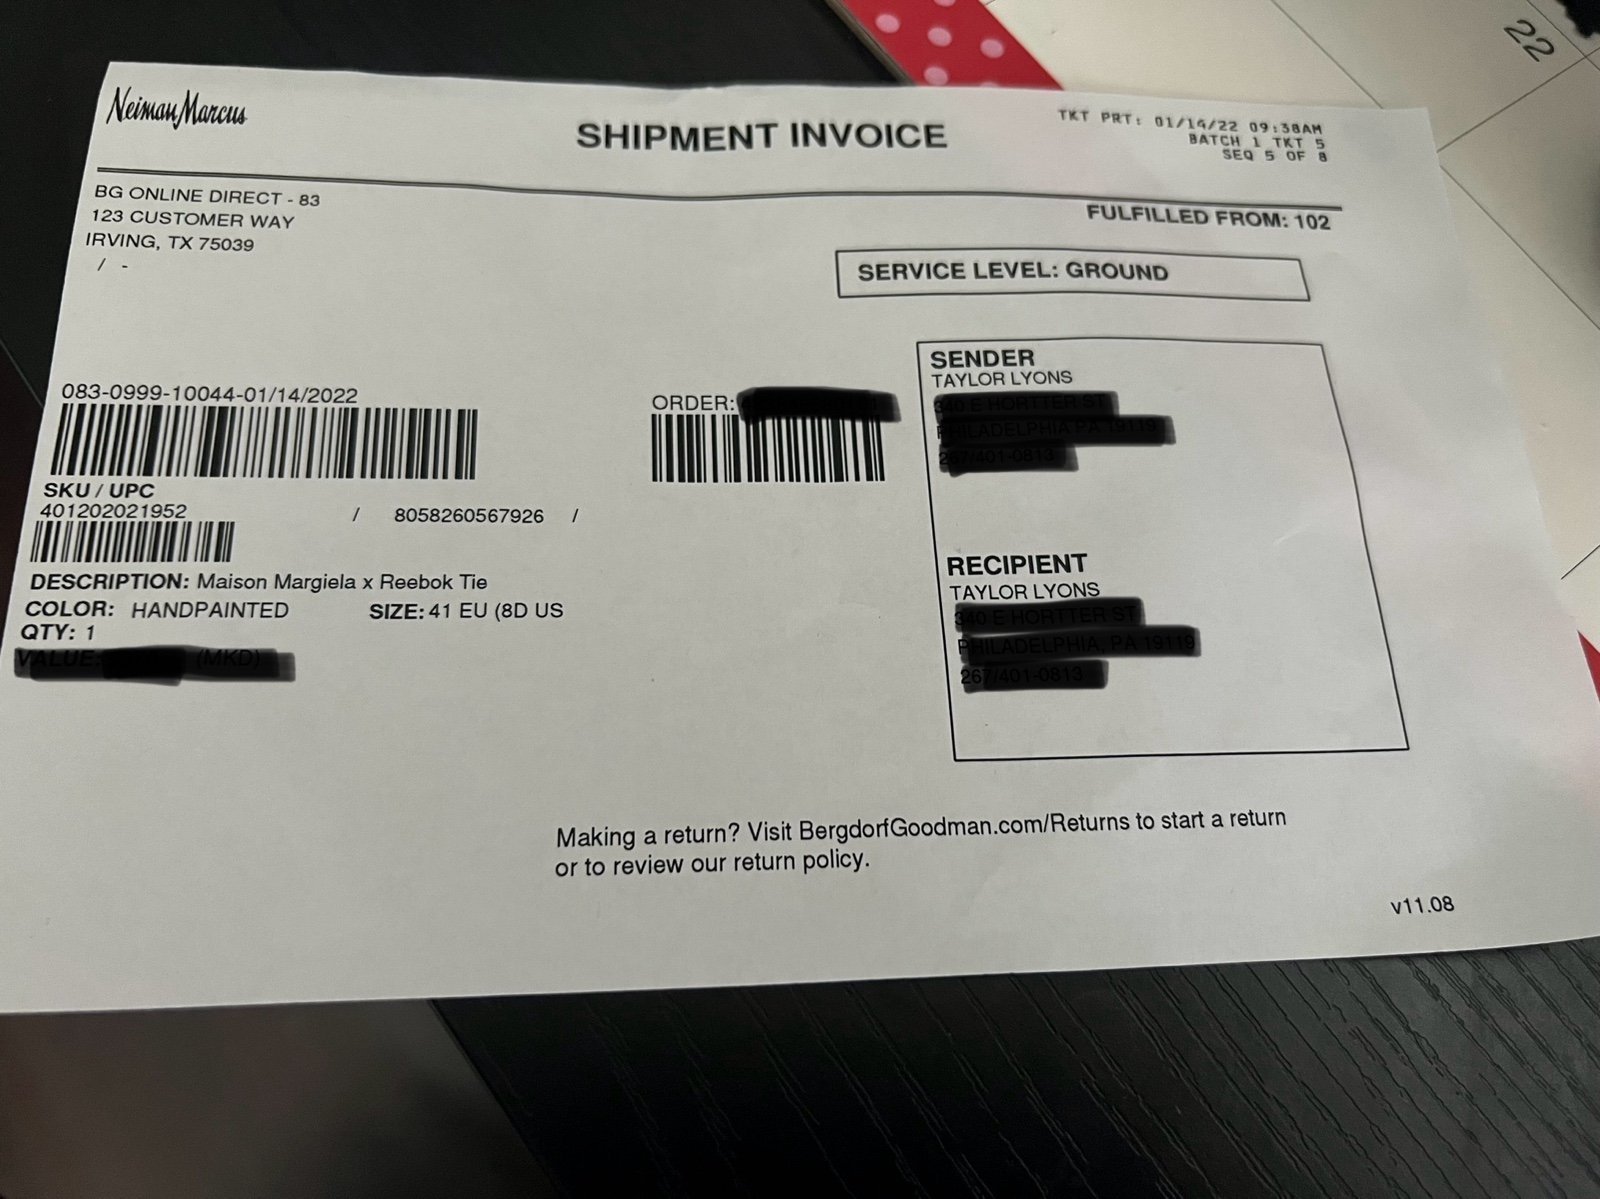 22
Neiman Marcus
SHIPMENT INVOICE
TKT PRT: 01/14/22 09:38AM
BATCH 1 TKT 5
SEQ 5 OF 8
BG ONLINE DIRECT - 83
123 CUSTOMER WAY
IRVING, TX 75039
/ -
FULFILLED FROM: 102
SERVICE LEVEL: GROUND
083-0999-10044-01/14/2022
ORDER:
SKU / UPC
401202021952 / 8058260567926 /
DESCRIPTION: Maison Margiela x Reebok Tie
COLOR: HANDPAINTED SIZE: 41 EU (8D US
QTY: 1
SENDER
TAYLOR LYONS
RECIPIENT
TAYLOR LYONS
Making a return? Visit BergdorfGoodman.com/Returns to start a return
or to review our return policy.
v11.08